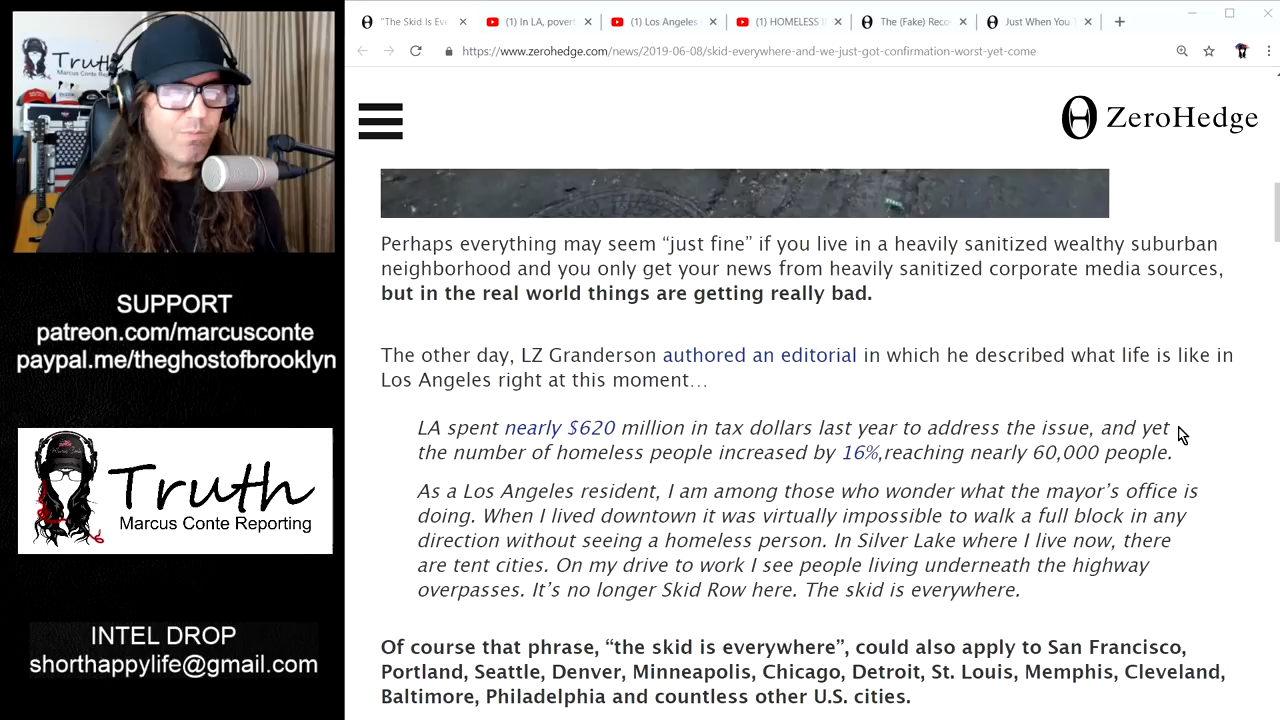 "The Skid Is Ev
(1) In LA, povert
(1) Los Angeles
(1) HOMELESS
The (Fake) Reco
Just When You
https://www.zerohedge.com/news/2019-06-08/skid-everywhere-and-we-just-got-confirmation-worst-yet-come
Truth
Marcus Conte Reporting
ZeroHedge
Perhaps everything may seem “just fine” if you live in a heavily sanitized wealthy suburban
neighborhood and you only get your news from heavily sanitized corporate media sources,
but in the real world things are getting really bad.
The other day, LZ Granderson authored an editorial in which he described what life is like in
Los Angeles right at this moment…
LA spent nearly $620 million in tax dollars last year to address the issue, and yet
the number of homeless people increased by 16%,reaching nearly 60,000 people.
As a Los Angeles resident, I am among those who wonder what the mayor’s office is
doing. When I lived downtown it was virtually impossible to walk a full block in any
direction without seeing a homeless person. In Silver Lake where I live now, there
are tent cities. On my drive to work I see people living underneath the highway
overpasses. It’s no longer Skid Row here. The skid is everywhere.
Of course that phrase, “the skid is everywhere”, could also apply to San Francisco,
Portland, Seattle, Denver, Minneapolis, Chicago, Detroit, St. Louis, Memphis, Cleveland,
Baltimore, Philadelphia and countless other U.S. cities.
SUPPORT
patreon.com/marcusconte
paypal.me/theghostofbrooklyn
Truth
Marcus Conte Reporting
INTEL DROP
shorthappylife@gmail.com